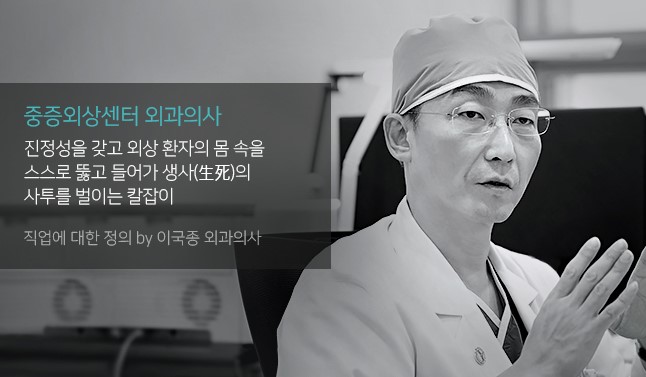 중증외상센터 외과의사
진정성을 갖고 외상 환자의 몸 속을
스스로 뚫고 들어가 생사(生死)의
사투를 벌이는 칼잡이
직업에 대한 정의 by 이국종 외과의사